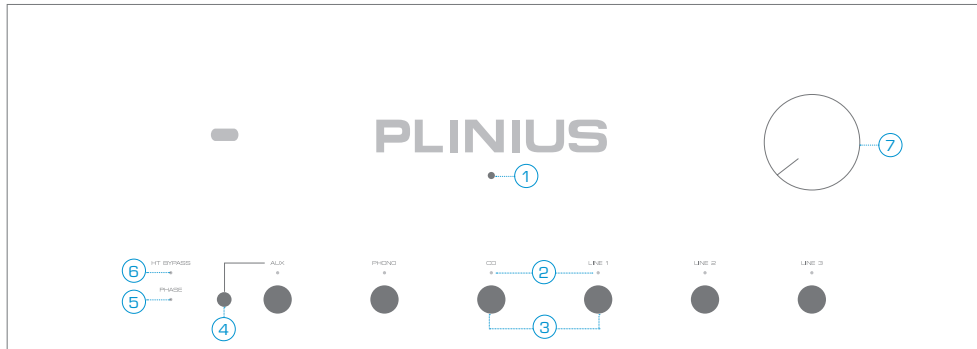 PLINIUS
7
1
6 HT BYPASS AUX PHONO CD 2 LINE 1 LINE 2 LINE 3
5 PHASE
4 3